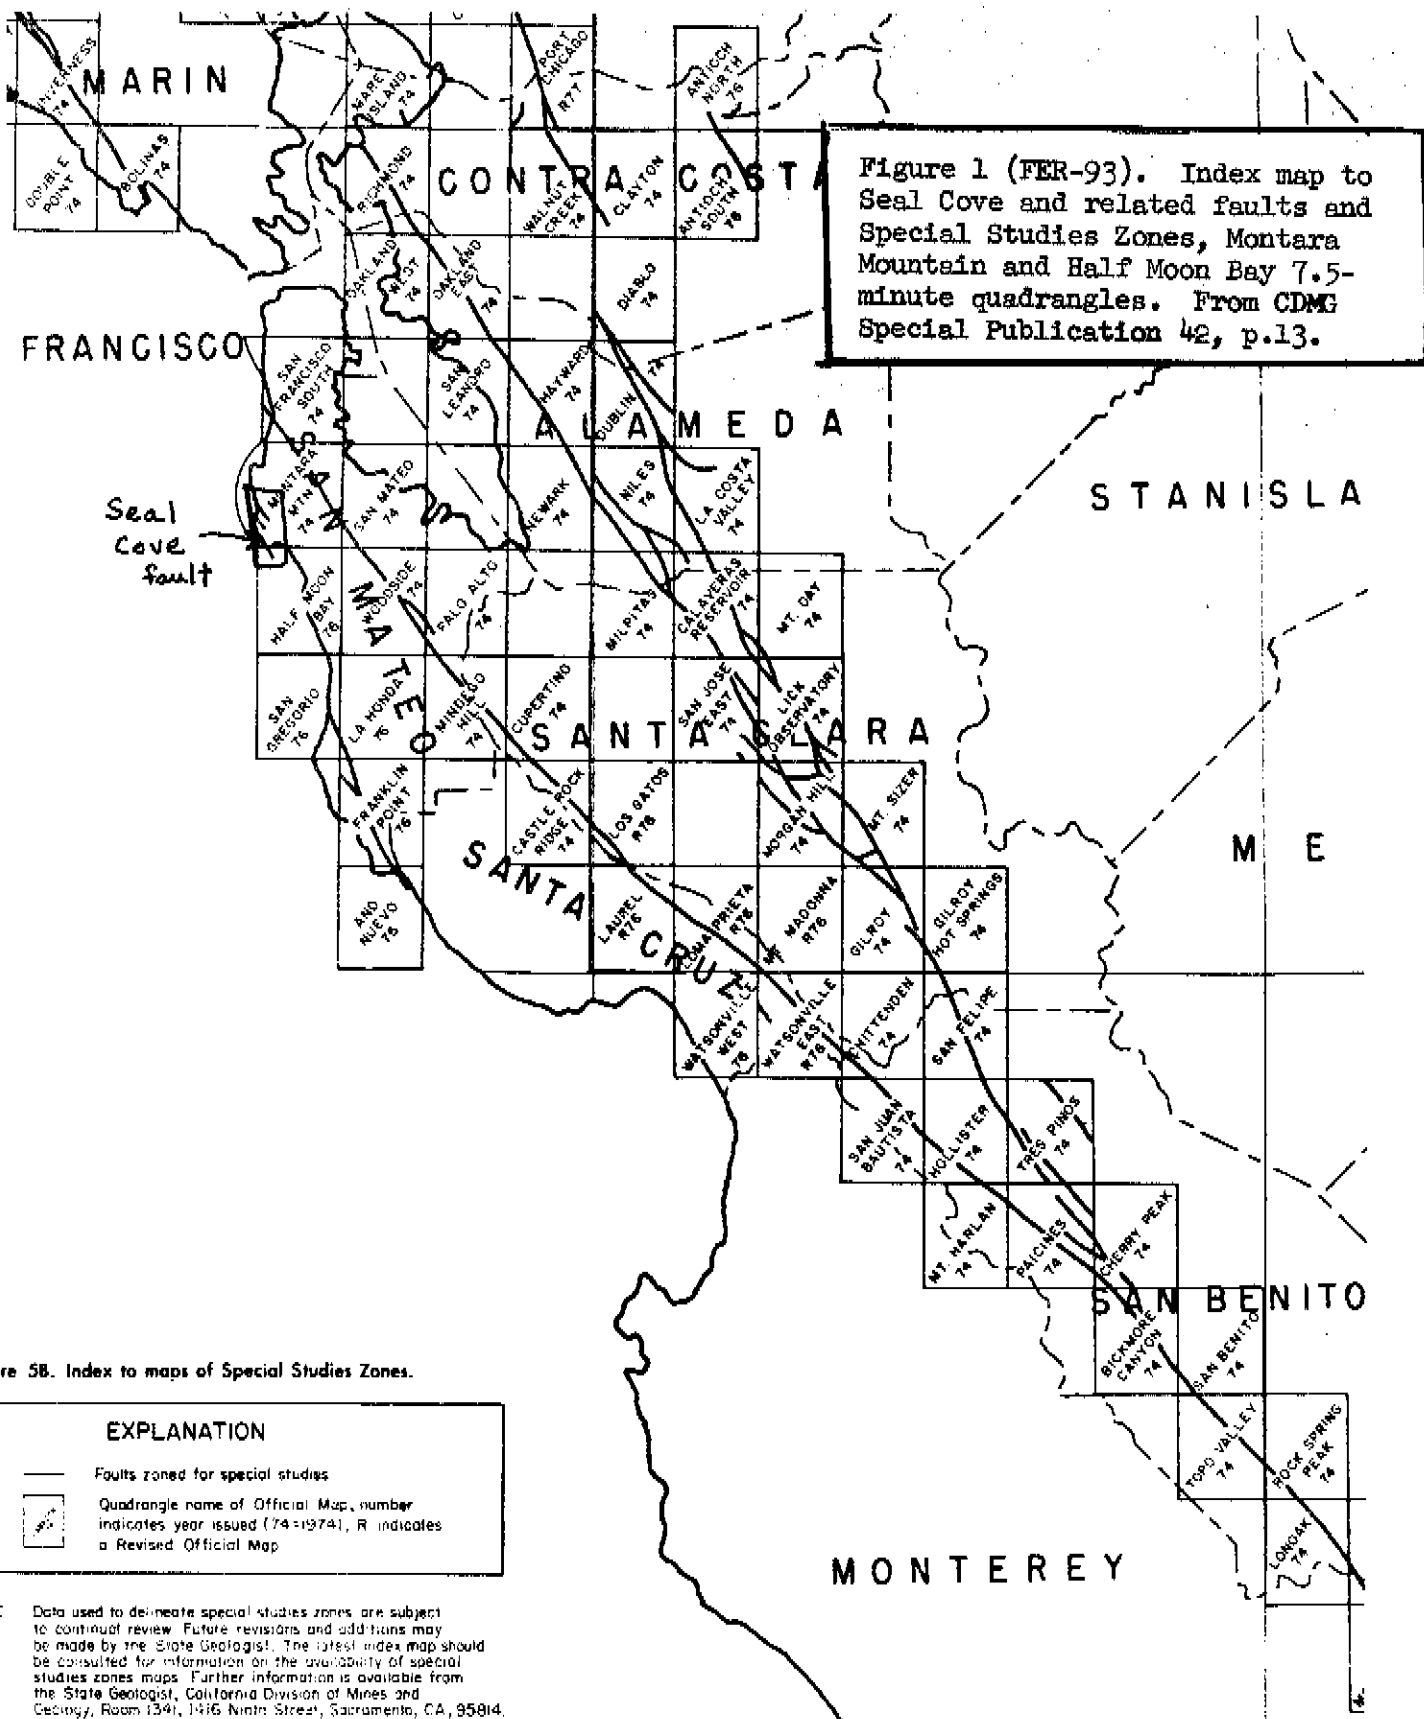 INVERNESS
74
MARIN
DOUBLE
POINT
74
BOLINAS
74
MARE
ISLAND
74
PORT
CHICAGO
R77
ANTIOCH
NORTH
76
RICHMOND
74
CONTRA COSTA
WALNUT
CREEK
74
CLAYTON
74
ANTIOCH
SOUTH
76
Figure 1 (FER-93). Index map to
Seal Cove and related faults and
Special Studies Zones, Montara
Mountain and Half Moon Bay 7.5-
minute quadrangles. From CDMG
Special Publication 42, p.13.
OAKLAND
WEST
74
OAKLAND
EAST
74
DIABLO
74
FRANCISCO
SAN
FRANCISCO
SOUTH
74
SAN
LEANDRO
74
HAYWARD
74
DUBLIN
74
ALAMEDA
MONTARA
MTN
74
SAN MATEO
74
NEWARK
74
NILES
74
LA COSTA
VALLEY
74
STANISLA
Seal
Cove
fault
SAN
MATEO
HALF MOON
BAY
76
WOODSIDE
74
PALO ALTO
74
MILPITAS
74
CALAVERAS
RESERVOIR
74
MT. DAY
74
SAN
GREGORIO
76
LA HONDA
76
MINDEGO
HILL
74
CUPERTINO
74
SAN JOSE
EAST
74
LICK
OBSERVATORY
74
SANTA CLARA
FRANKLIN
POINT
76
CASTLE ROCK
RIDGE
74
LOS GATOS
R76
MORGAN HILL
74
MT. SIZER
74
ME
SANTA
CRUZ
AÑO
NUEVO
LAUREL
R76
LOMA PRIETA
R76
MT. MADONNA
R76
GILROY
74
GILROY
HOT SPRINGS
74
WATSONVILLE
WEST
76
WATSONVILLE
EAST
R76
CHITTENDEN
74
SAN FELIPE
74
SAN JUAN
BAUTISTA
74
HOLLISTER
74
TRES PINOS
74
MT. HARLAN
74
PAICINES
74
CHERRY PEAK
74
SAN BENITO
BICKMORE
CANYON
74
SAN BENITO
74
TOPO VALLEY
74
ROCK SPRING
PEAK
74
LONOAK
74
MONTEREY
re 5B. Index to maps of Special Studies Zones.
EXPLANATION
Faults zoned for special studies
Quadrangle name of Official Map, number
indicates year issued (74=1974), R indicates
a Revised Official Map
Data used to delineate special studies zones are subject
to continual review. Future revisions and additions may
be made by the State Geologist. The latest index map should
be consulted for information on the availability of special
studies zones maps. Further information is available from
the State Geologist, California Division of Mines and
Geology, Room 1341, 1416 Ninth Street, Sacramento, CA, 95814.